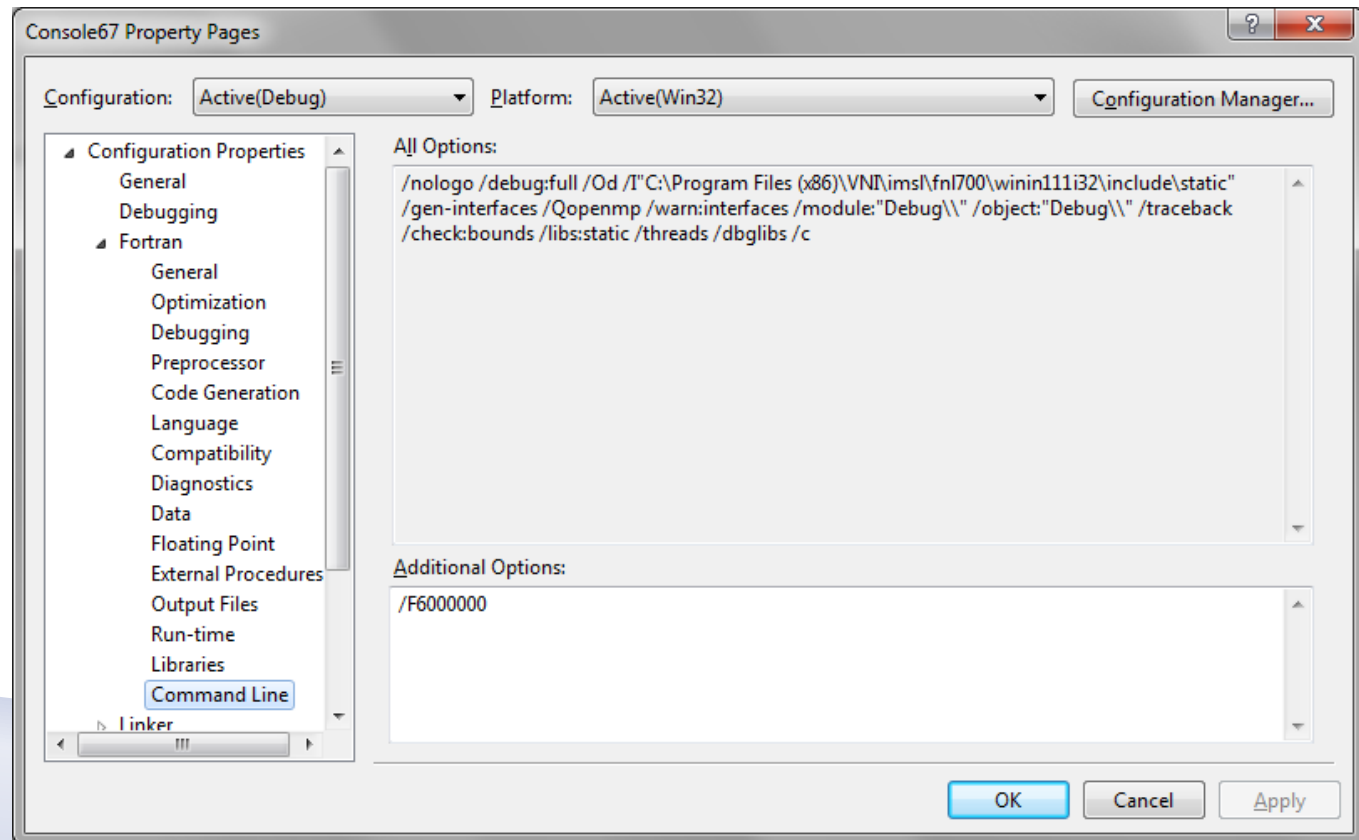 Console67 Property Pages
Configuration: Active(Debug) Platform: Active(Win32) Configuration Manager...
Configuration Properties
General
Debugging
Fortran
General
Optimization
Debugging
Preprocessor
Code Generation
Language
Compatibility
Diagnostics
Data
Floating Point
External Procedures
Output Files
Run-time
Libraries
Command Line
Linker
All Options:
/nologo /debug:full /Od /I"C:\Program Files (x86)\VNI\imsl\fnl700\winin111i32\include\static"
/gen-interfaces /Qopenmp /warn:interfaces /module:"Debug\\" /object:"Debug\\" /traceback
/check:bounds /libs:static /threads /dbglibs /c
Additional Options:
/F6000000
OK Cancel Apply